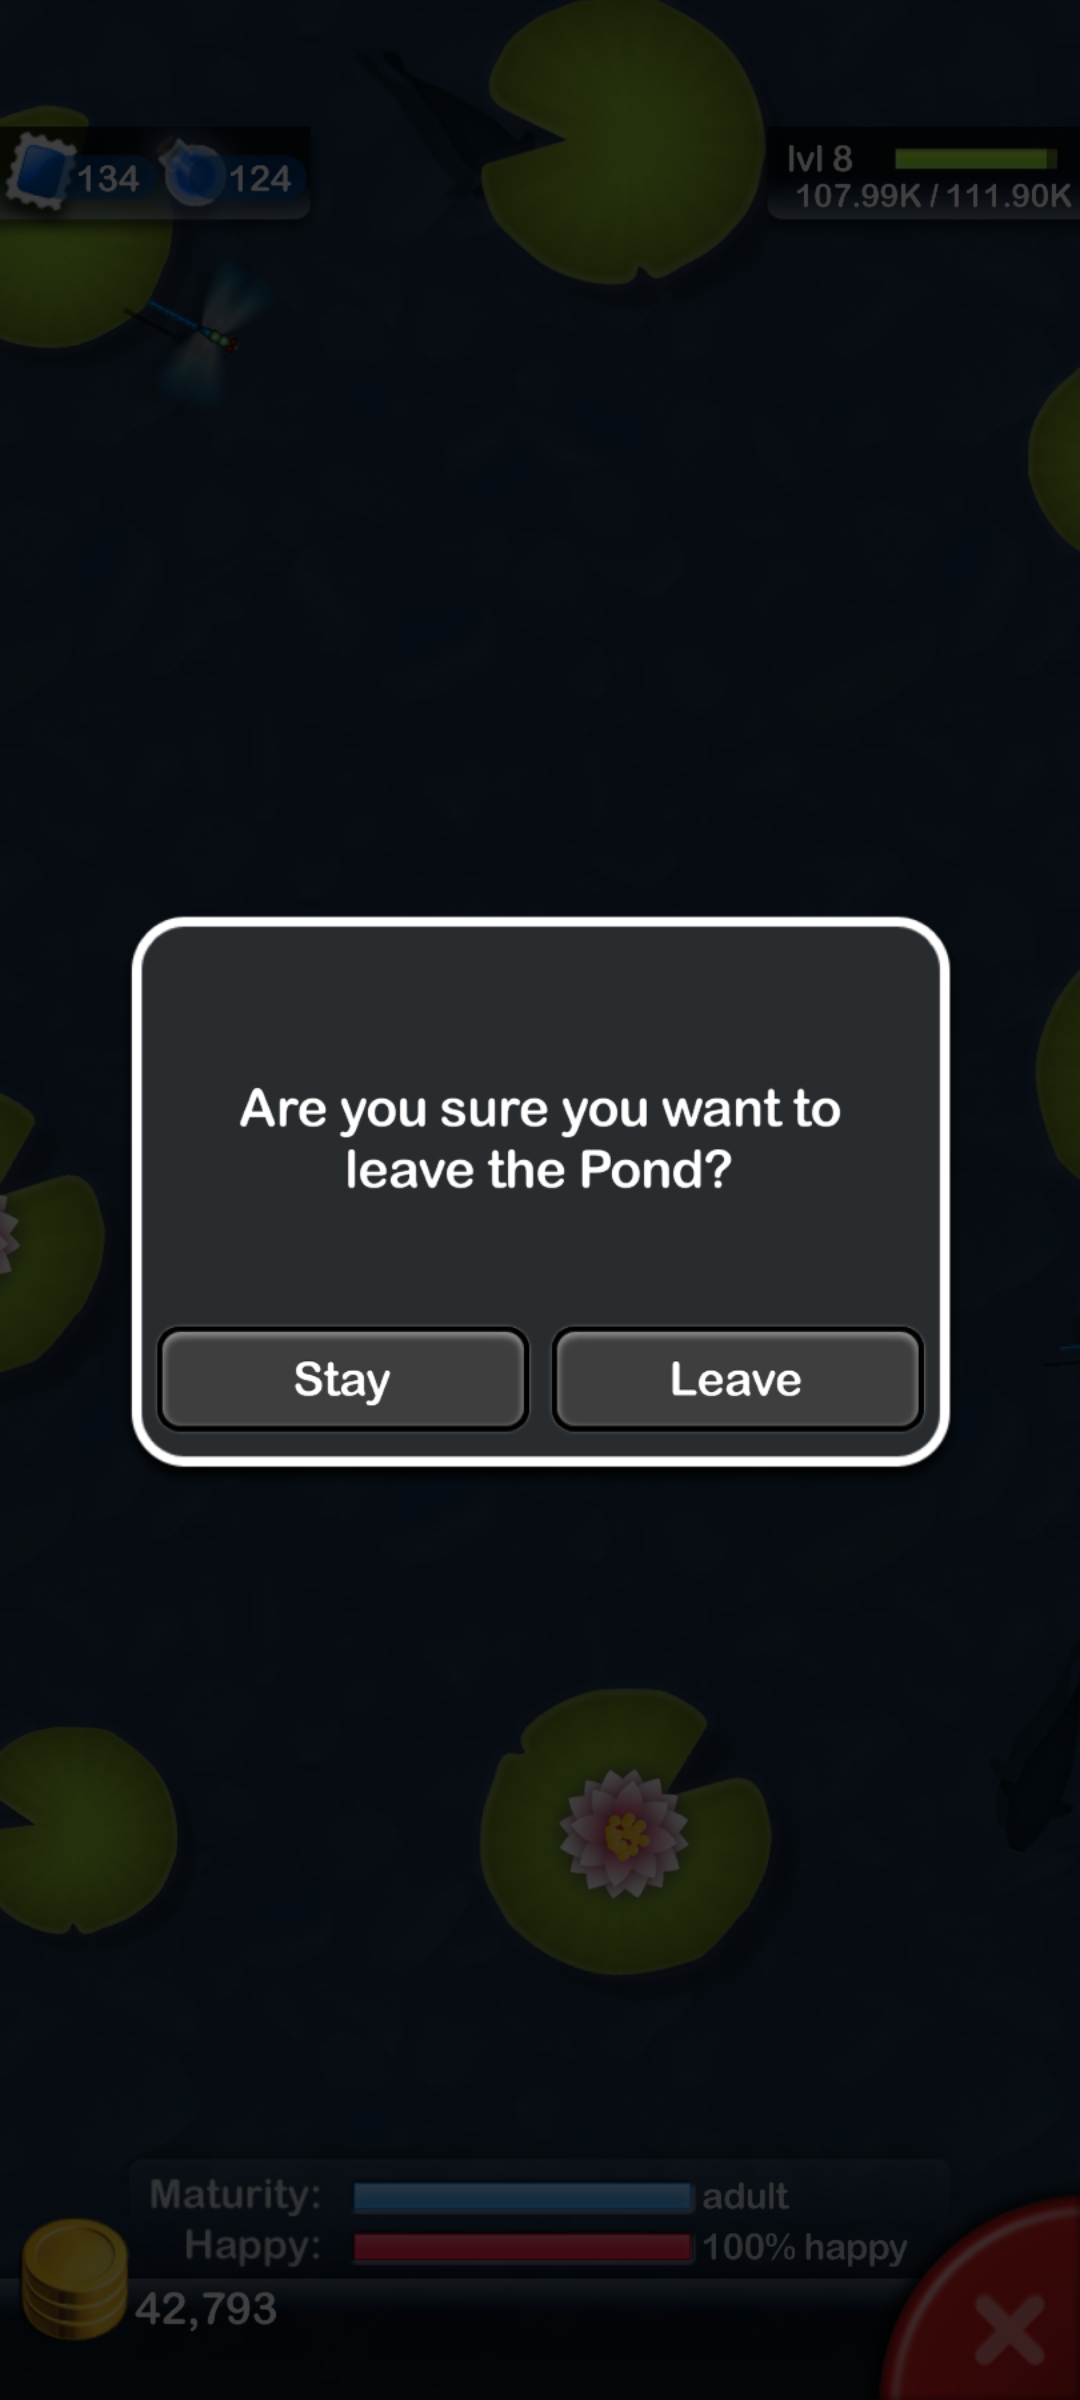 134
124
lvl 8
107.99K / 111.90K
Are you sure you want to
leave the Pond?
Stay
Leave
Maturity:
adult
Happy:
100% happy
42,793